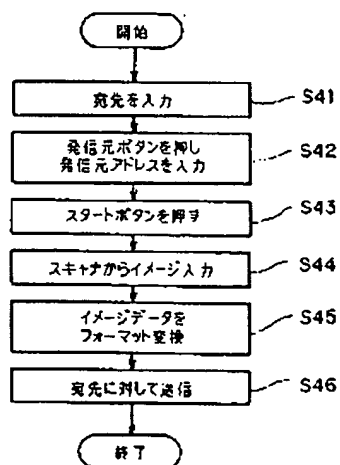 開始
宛先を入力 S41
発信元ボタンを押し
発信元アドレスを入力 S42
スタートボタンを押す S43
スキャナからイメージ入力 S44
イメージデータを
フォーマット変換 S45
宛先に対して送信 S46
終了